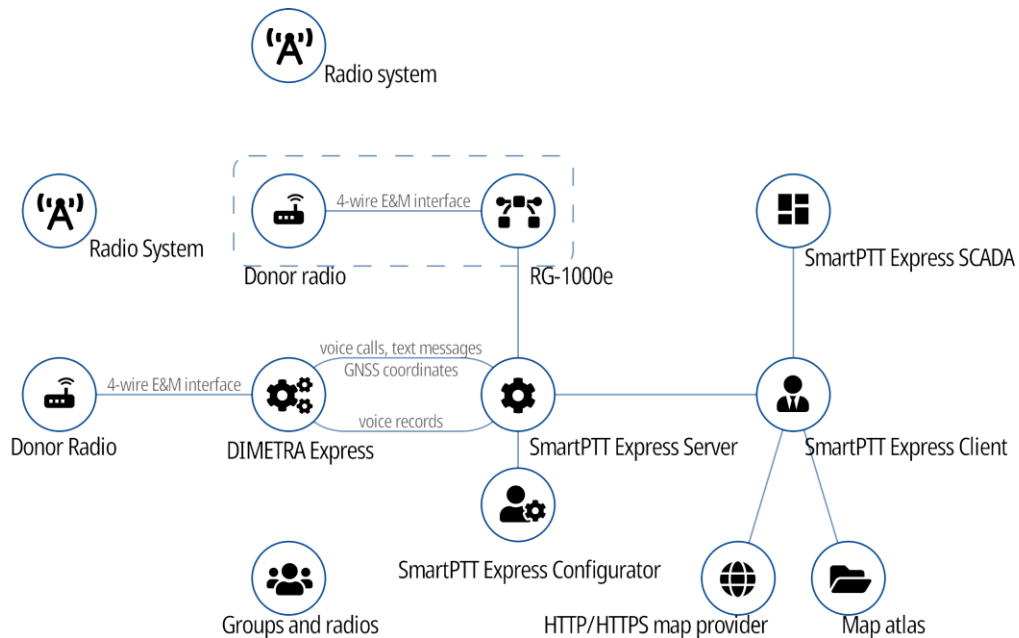 Radio system
4-wire E&M interface
Radio System
Donor radio
RG-1000e
SmartPTT Express SCADA
voice calls, text messages
GNSS coordinates
4-wire E&M interface
voice records
Donor Radio
DIMETRA Express
SmartPTT Express Server
SmartPTT Express Client
SmartPTT Express Configurator
Groups and radios
HTTP/HTTPS map provider
Map atlas